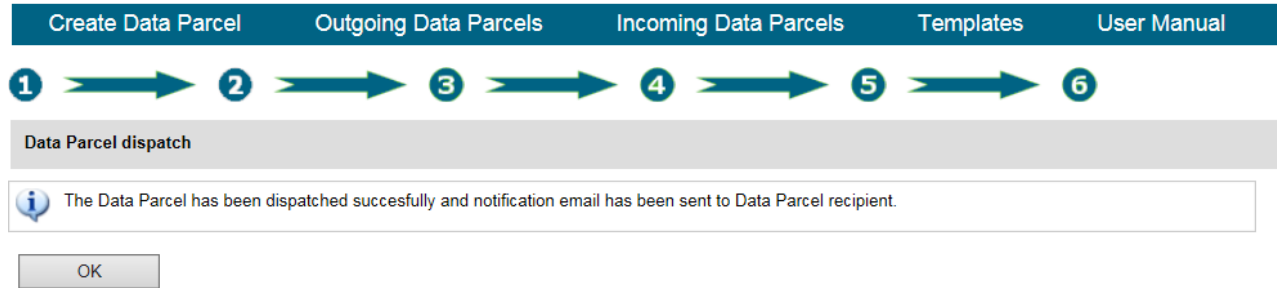 Create Data Parcel Outgoing Data Parcels Incoming Data Parcels Templates User Manual
1 2 3 4 5 6
Data Parcel dispatch
The Data Parcel has been dispatched succesfully and notification email has been sent to Data Parcel recipient.
OK